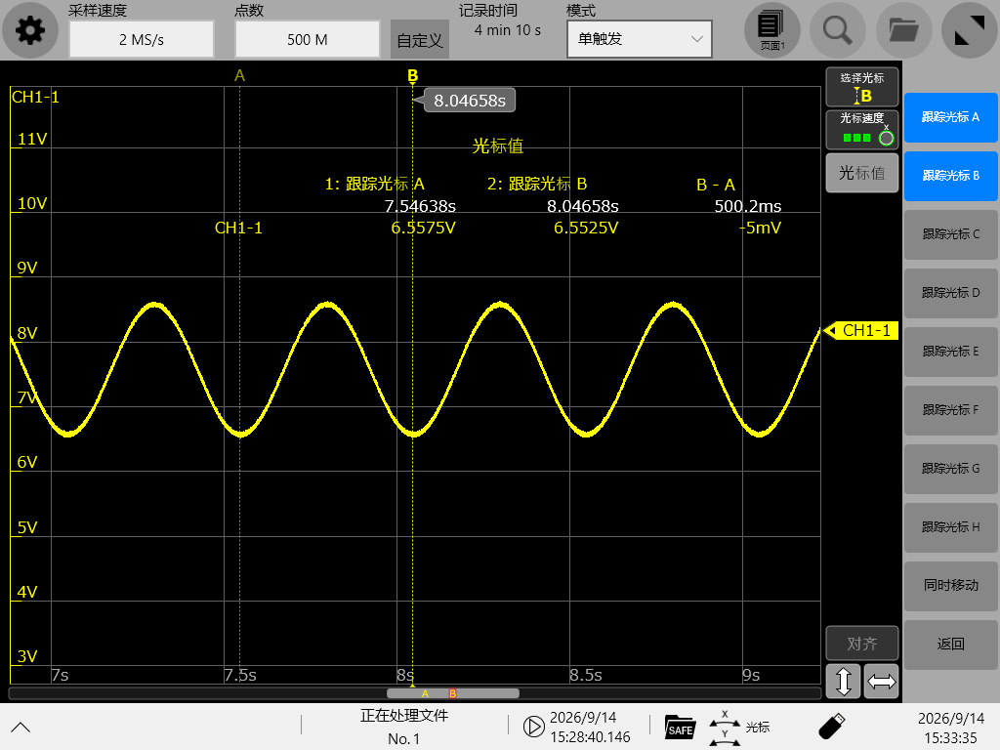 采样速度
点数
记录时间
模式
2 MS/s
500 M
自定义
4 min 10 s
单触发
页面1
A
B
8.04658s
CH1-1
选择光标
B
光标速度
X
光标值
11V
10V
9V
8V
7V
6V
5V
4V
3V
光标值
1: 跟踪光标 A
2: 跟踪光标 B
B - A
7.54638s
8.04658s
500.2ms
CH1-1
6.5575V
6.5525V
-5mV
CH1-1
7s
7.5s
8s
8.5s
9s
A
B
对齐
跟踪光标 A
跟踪光标 B
跟踪光标 C
跟踪光标 D
跟踪光标 E
跟踪光标 F
跟踪光标 G
跟踪光标 H
同时移动
返回
正在处理文件
No. 1
2026/9/14
15:28:40.146
SAFE
X
Y
光标
2026/9/14
15:33:35